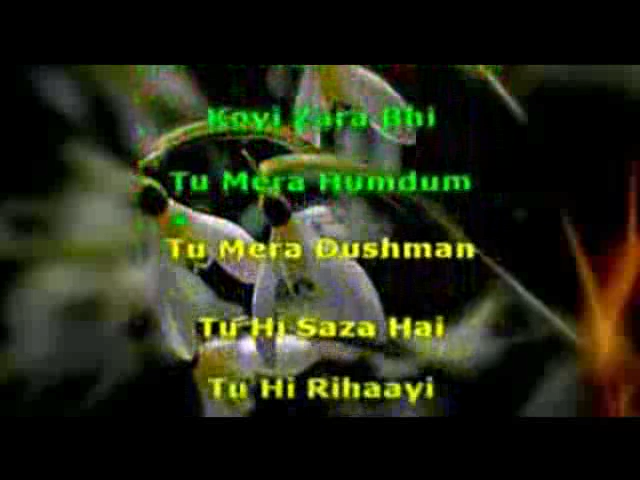 Koyi Zara Bhi
Tu Mera Humdum
Tu Mera Dushman
Tu Hi Saza Hai
Tu Hi Rihaayi